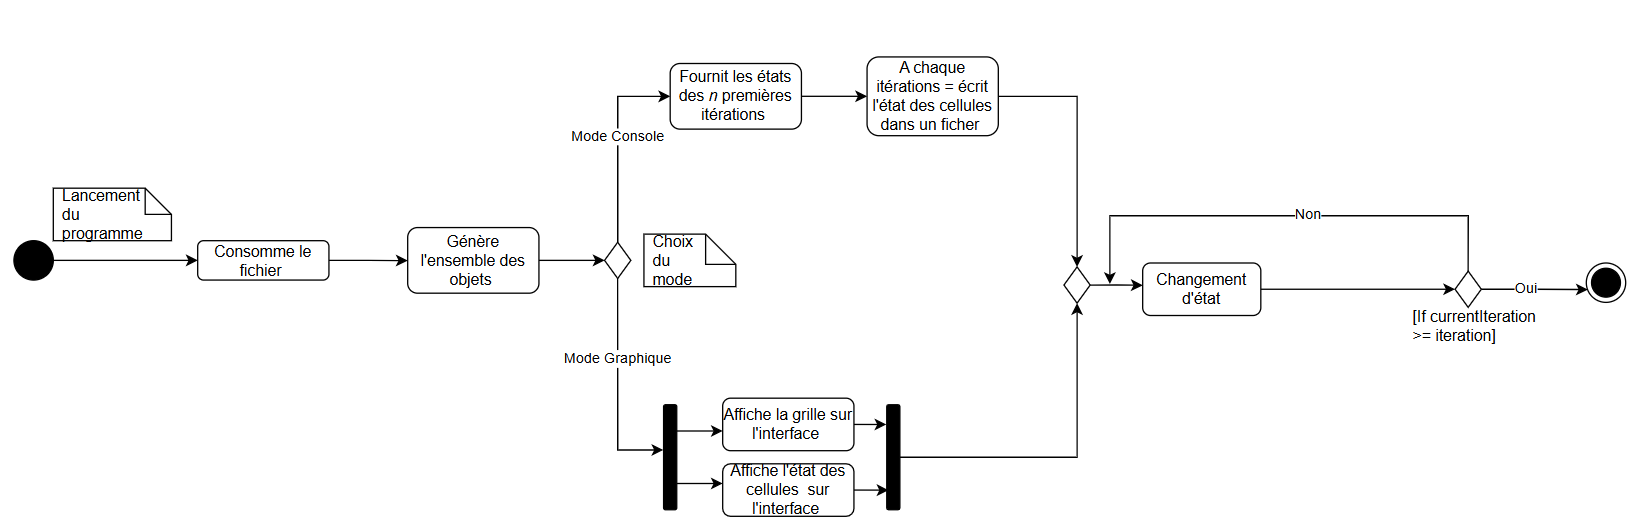 Lancement
du
programme
Consomme le
fichier
Génère
l'ensemble des
objets
Mode Console
Fournit les états
des n premières
itérations
A chaque
itérations = écrit
l'état des cellules
dans un ficher
Choix
du
mode
Mode Graphique
Affiche la grille sur
l'interface
Affiche l'état des
cellules sur
l'interface
Changement
d'état
Non
Oui
[If currentIteration
>= iteration]